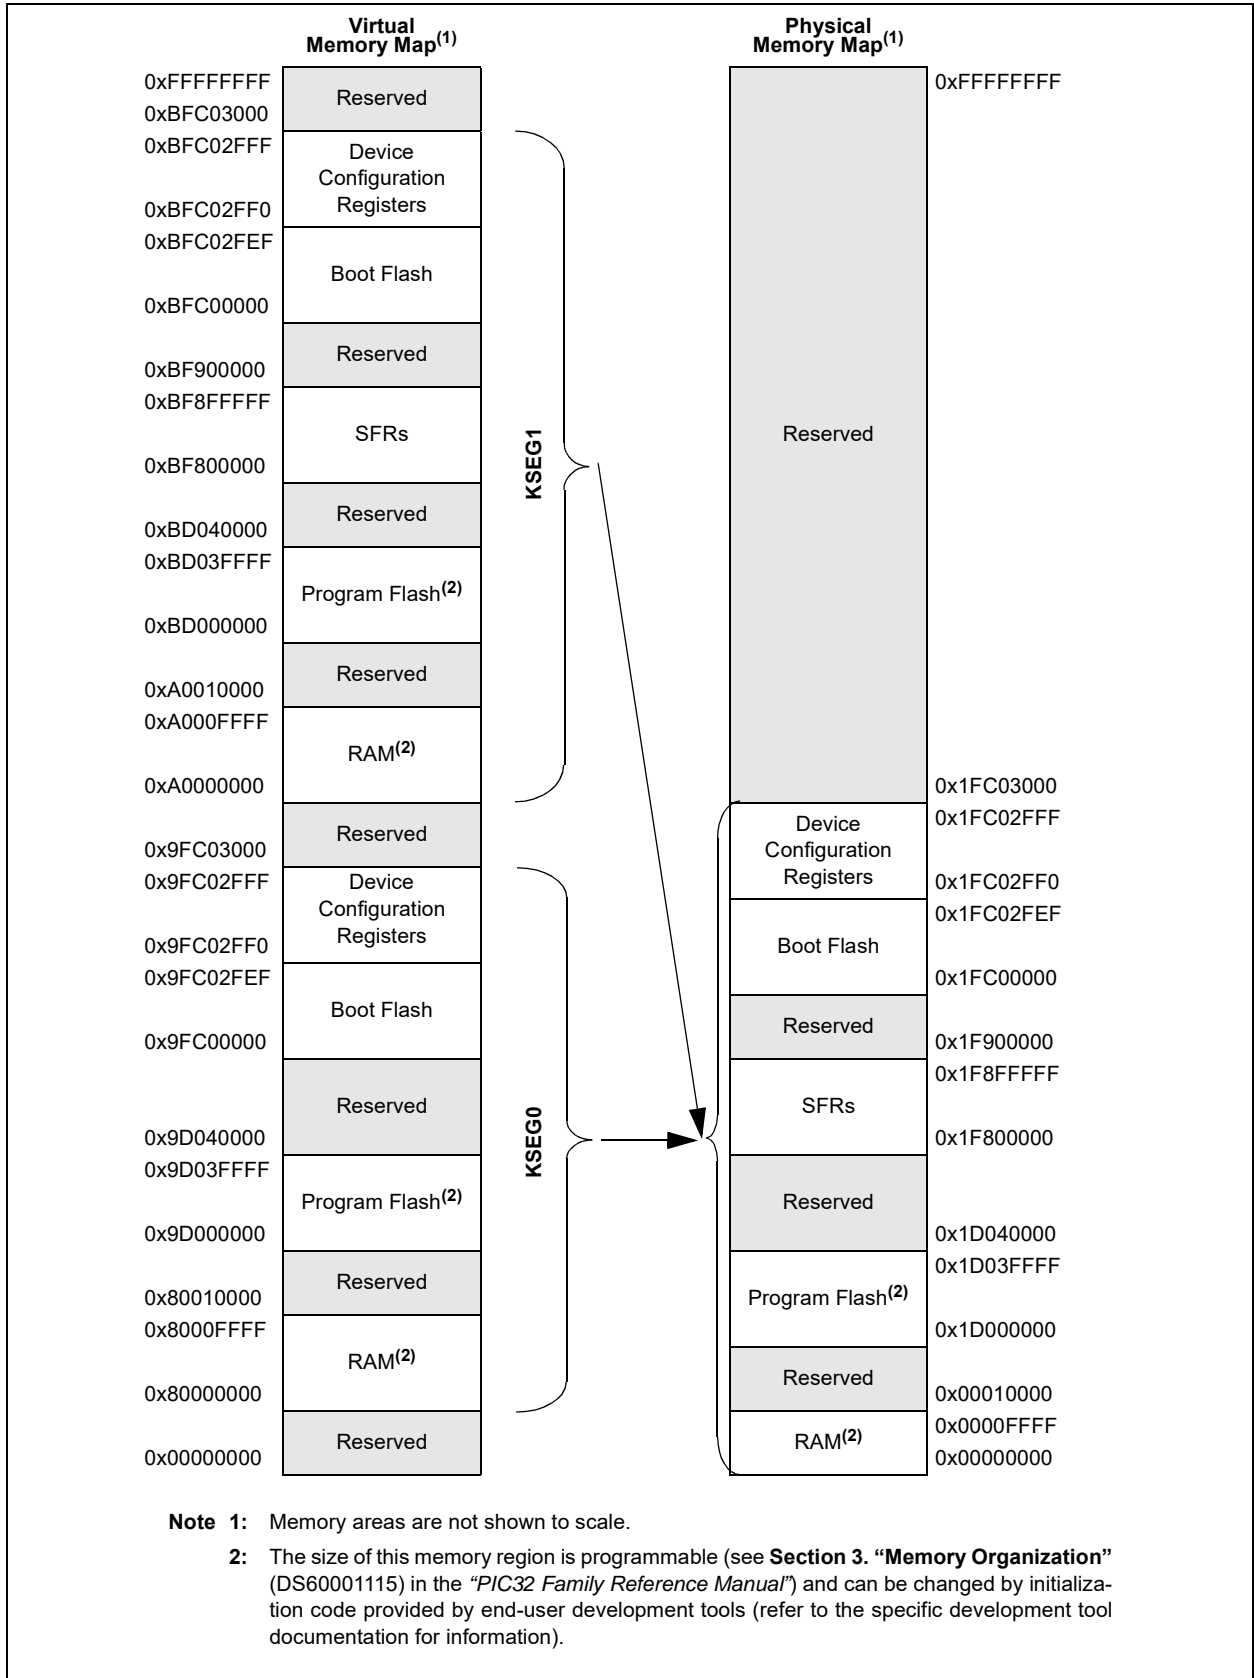 Virtual
Memory Map(1)
0xFFFFFFFF
Reserved
0xBFC03000
0xBFC02FFF
Device
Configuration
Registers
0xBFC02FF0
0xBFC02FEF
Boot Flash
0xBFC00000
Reserved
0xBF900000
0xBF8FFFFF
SFRs
0xBF800000
Reserved
0xBD040000
0xBD03FFFF
Program Flash(2)
0xBD000000
Reserved
0xA0010000
0xA000FFFF
RAM(2)
0xA0000000
Reserved
0x9FC03000
0x9FC02FFF
Device
Configuration
Registers
0x9FC02FF0
0x9FC02FEF
Boot Flash
0x9FC00000
Reserved
0x9D040000
0x9D03FFFF
Program Flash(2)
0x9D000000
Reserved
0x80010000
0x8000FFFF
RAM(2)
0x80000000
Reserved
0x00000000
KSEG1
KSEG0
Physical
Memory Map(1)
0xFFFFFFFF
Reserved
0x1FC03000
0x1FC02FFF
Device
Configuration
Registers
0x1FC02FF0
0x1FC02FEF
Boot Flash
0x1FC00000
Reserved
0x1F900000
0x1F8FFFFF
SFRs
0x1F800000
Reserved
0x1D040000
0x1D03FFFF
Program Flash(2)
0x1D000000
Reserved
0x00010000
0x0000FFFF
RAM(2)
0x00000000
Note 1: Memory areas are not shown to scale.
2: The size of this memory region is programmable (see Section 3. “Memory Organization”
(DS60001115) in the “PIC32 Family Reference Manual”) and can be changed by initializa-
tion code provided by end-user development tools (refer to the specific development tool
documentation for information).